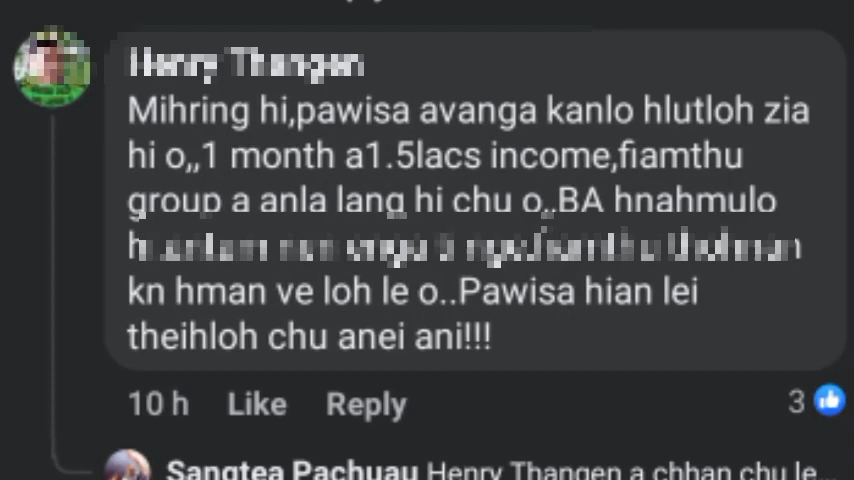 Henry Thangen
Mihring hi,pawisa avanga kanlo hlutloh zia
hi o,,1 month a1.5lacs income,fiamthu
group a anla lang hi chu o,,BA hnahmulo
kn hman ve loh le o..Pawisa hian lei
theihloh chu anei ani!!!
10 h Like Reply 3
Sangtea Pachuau Henry Thangen a chhan chu le...